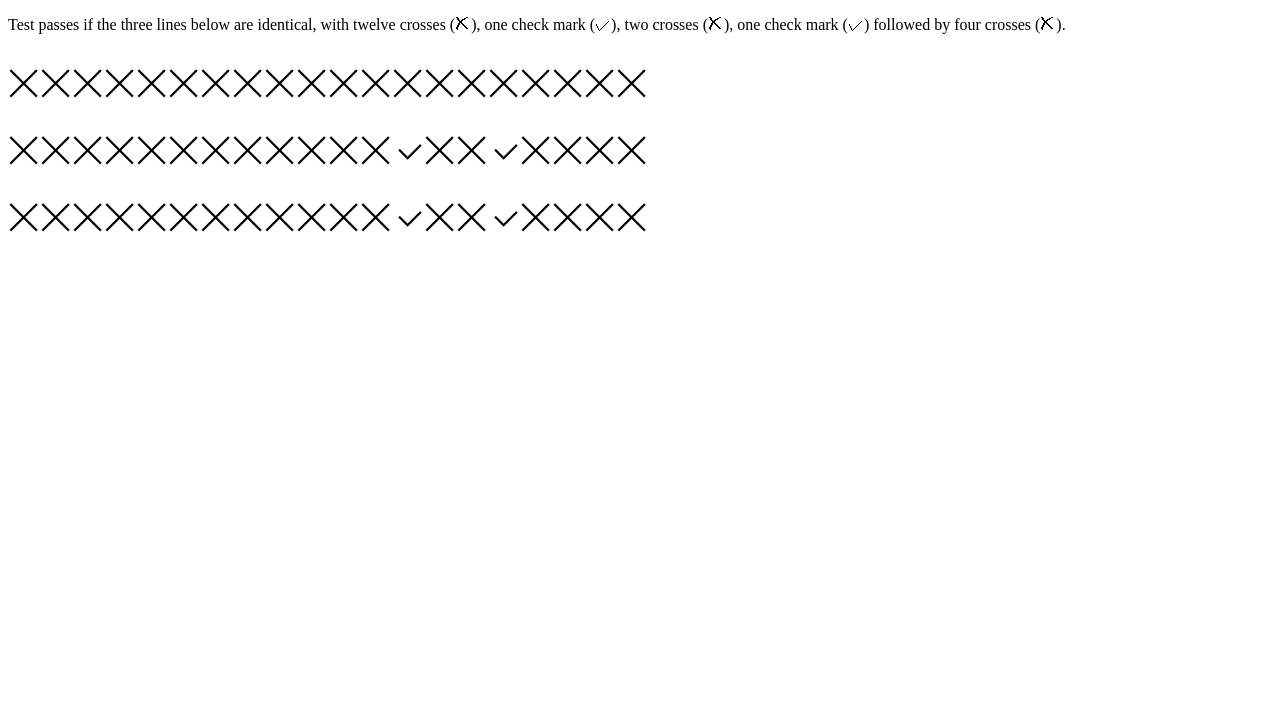 Test passes if the three lines below are identical, with twelve crosses (✗), one check mark (✓), two crosses (✗), one check mark (✓) followed by four crosses (✗).
╳╳╳╳╳╳╳╳╳╳╳╳╳╳╳╳╳╳╳╳
╳╳╳╳╳╳╳╳╳╳╳╳✓╳╳✓╳╳╳╳
╳╳╳╳╳╳╳╳╳╳╳╳✓╳╳✓╳╳╳╳